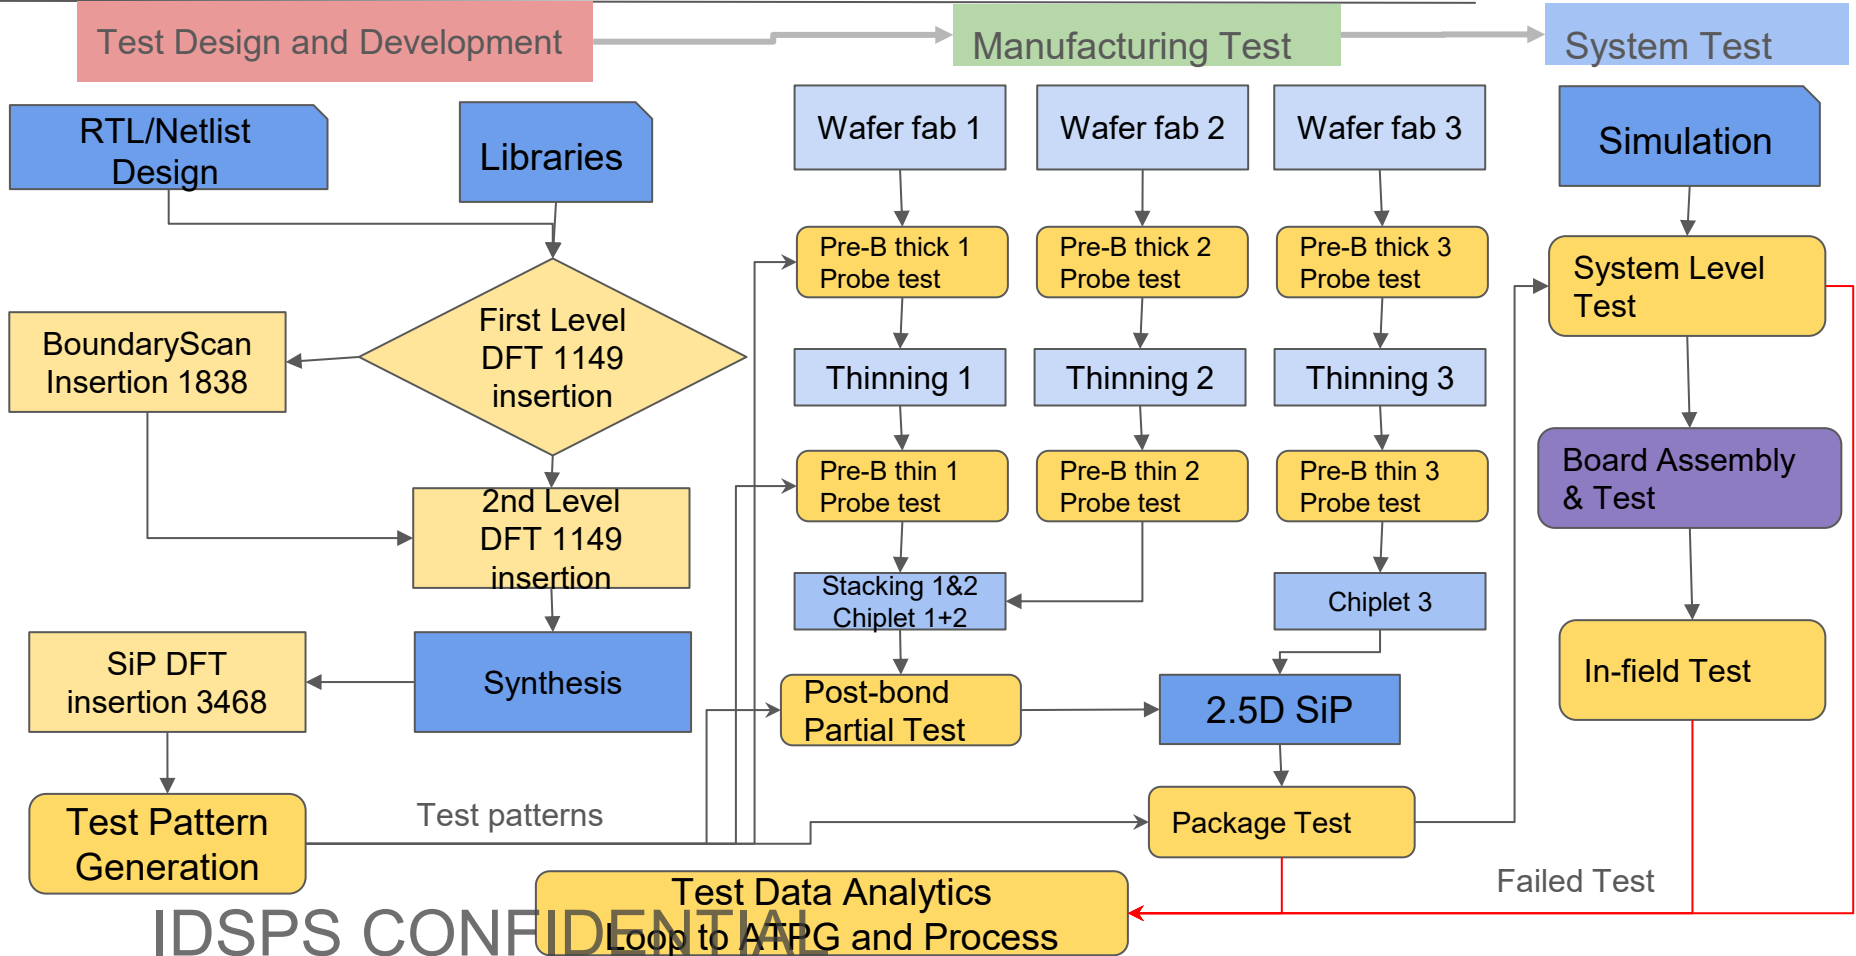 Test Design and Development
Manufacturing Test
System Test
RTL/Netlist
Design
Libraries
First Level
DFT 1149
insertion
BoundaryScan
Insertion 1838
2nd Level
DFT 1149
insertion
Synthesis
SiP DFT
insertion 3468
Test Pattern
Generation
Test patterns
Wafer fab 1
Wafer fab 2
Wafer fab 3
Pre-B thick 1
Probe test
Pre-B thick 2
Probe test
Pre-B thick 3
Probe test
Thinning 1
Thinning 2
Thinning 3
Pre-B thin 1
Probe test
Pre-B thin 2
Probe test
Pre-B thin 3
Probe test
Stacking 1&2
Chiplet 1+2
Chiplet 3
Post-bond
Partial Test
2.5D SiP
Package Test
Simulation
System Level
Test
Board Assembly
& Test
In-field Test
Failed Test
Test Data Analytics
Loop to ATPG and Process
IDSPS CONFIDENTIAL